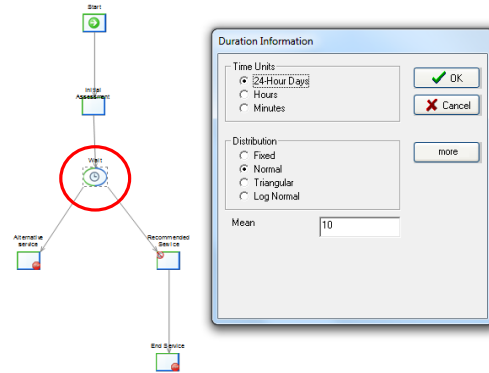 Start
Initial
Assessment
Wait
Alternative
service
Recommended
Service
End Service
Duration Information
Time Units
24-Hour Days
Hours
Minutes
OK
Cancel
Distribution
Fixed
Normal
Triangular
Log Normal
more
Mean
10